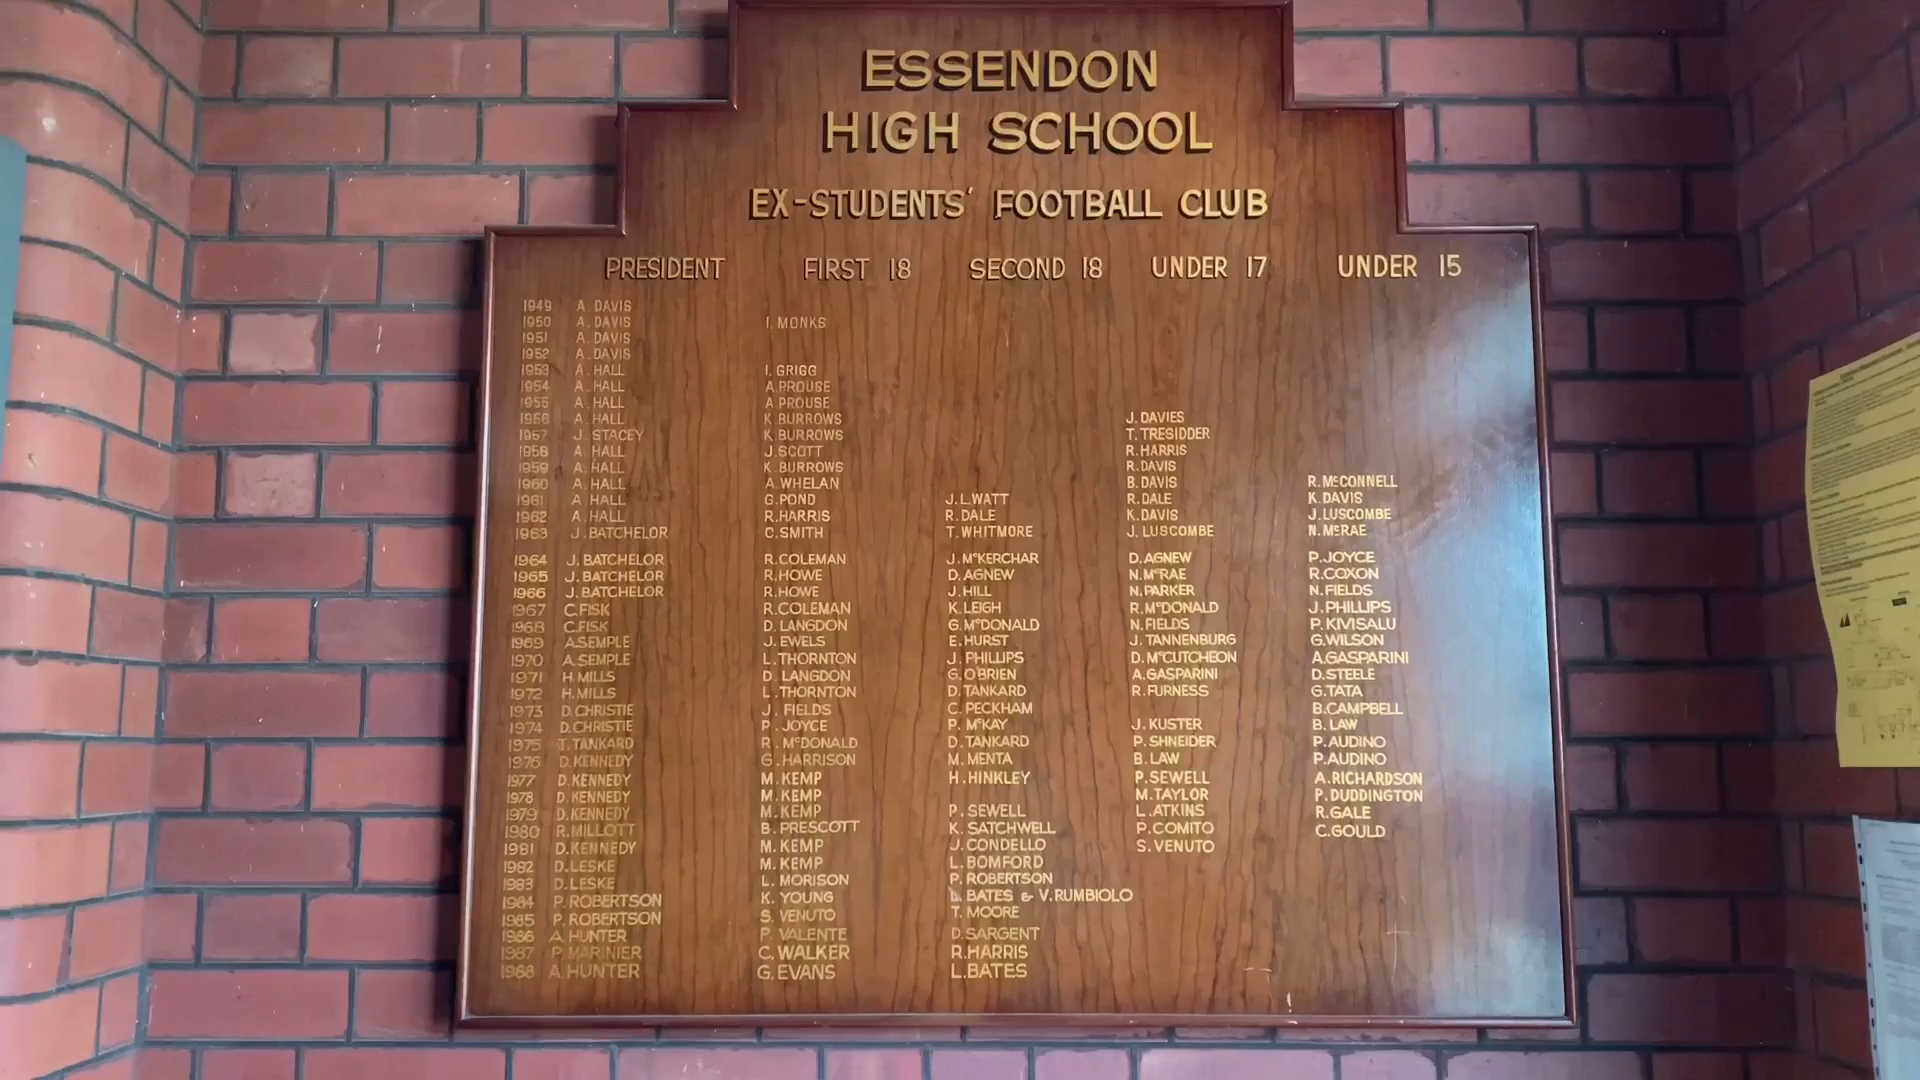 ESSENDON
HIGH SCHOOL
EX-STUDENTS' FOOTBALL CLUB
PRESIDENT FIRST 18 SECOND 18 UNDER 17 UNDER 15
1949 A. DAVIS
1950 A. DAVIS I. MONKS
1951 A. DAVIS
1952 A. DAVIS
1953 A. HALL I. GRIGG
1954 A. HALL A. PROUSE
1955 A. HALL A. PROUSE
1956 A. HALL K. BURROWS J. DAVIES
1957 J. STACEY K. BURROWS T. TRESIDDER
1958 A. HALL J. SCOTT R. HARRIS
1959 A. HALL K. BURROWS R. DAVIS
1960 A. HALL A. WHELAN B. DAVIS R. McCONNELL
1961 A. HALL G. POND J.L. WATT R. DALE K. DAVIS
1962 A. HALL R. HARRIS R. DALE K. DAVIS J. LUSCOMBE
1963 J. BATCHELOR C. SMITH T. WHITMORE J. LUSCOMBE N. McRAE
1964 J. BATCHELOR R. COLEMAN J. McKERCHAR D. AGNEW P. JOYCE
1965 J. BATCHELOR R. HOWE D. AGNEW N. McRAE R. COXON
1966 J. BATCHELOR R. HOWE J. HILL N. PARKER N. FIELDS
1967 C. FISK R. COLEMAN K. LEIGH R. McDONALD J. PHILLIPS
1968 C. FISK D. LANGDON G. McDONALD N. FIELDS P. KIVISALU
1969 A. SEMPLE J. EWELS E. HURST J. TANNENBURG G. WILSON
1970 A. SEMPLE L. THORNTON J. PHILLIPS D. McCUTCHEON A. GASPARINI
1971 H. MILLS D. LANGDON G. O'BRIEN A. GASPARINI D. STEELE
1972 H. MILLS L. THORNTON D. TANKARD R. FURNESS G. TATA
1973 D. CHRISTIE J. FIELDS C. PECKHAM B. CAMPBELL
1974 D. CHRISTIE P. JOYCE P. McKAY J. KUSTER B. LAW
1975 T. TANKARD R. McDONALD D. TANKARD P. SHNEIDER P. AUDINO
1976 D. KENNEDY G. HARRISON M. MENTA B. LAW P. AUDINO
1977 D. KENNEDY M. KEMP H. HINKLEY P. SEWELL A. RICHARDSON
1978 D. KENNEDY M. KEMP M. TAYLOR P. DUDDINGTON
1979 D. KENNEDY M. KEMP P. SEWELL L. ATKINS R. GALE
1980 R. MILLOTT B. PRESCOTT K. SATCHWELL P. COMITO C. GOULD
1981 D. KENNEDY M. KEMP J. CONDELLO S. VENUTO
1982 D. LESKE M. KEMP L. BOMFORD
1983 D. LESKE L. MORISON P. ROBERTSON
1984 P. ROBERTSON K. YOUNG L. BATES & V. RUMBIOLO
1985 P. ROBERTSON S. VENUTO T. MOORE
1986 A. HUNTER P. VALENTE D. SARGENT
1987 P. MARINIER C. WALKER R. HARRIS
1988 A. HUNTER G. EVANS L. BATES